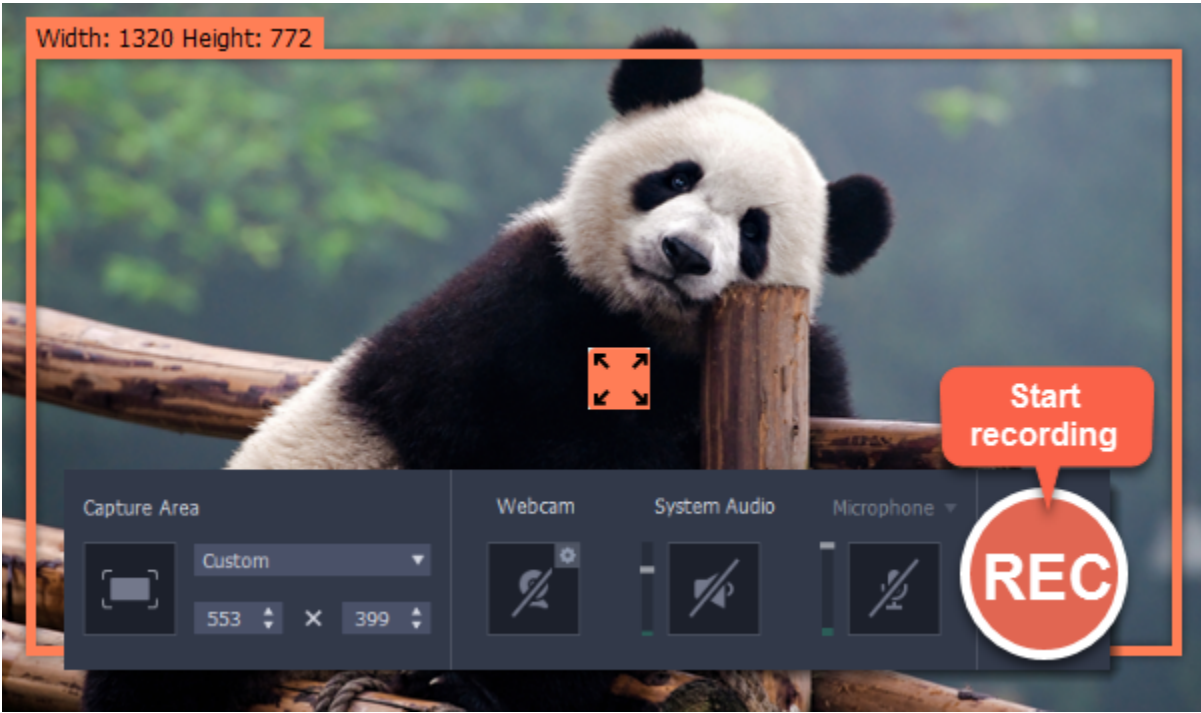 Width: 1320 Height: 772
Start
recording
Capture Area
Webcam
System Audio
Microphone
Custom
553 × 399
REC